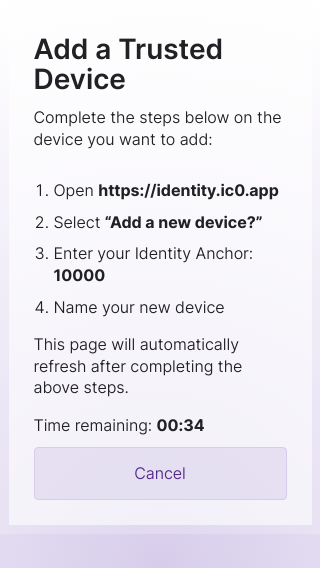 Add a Trusted
Device
Complete the steps below on the
device you want to add:
1. Open https://identity.ic0.app
2. Select “Add a new device?”
3. Enter your Identity Anchor:
10000
4. Name your new device
This page will automatically
refresh after completing the
above steps.
Time remaining: 00:34
Cancel